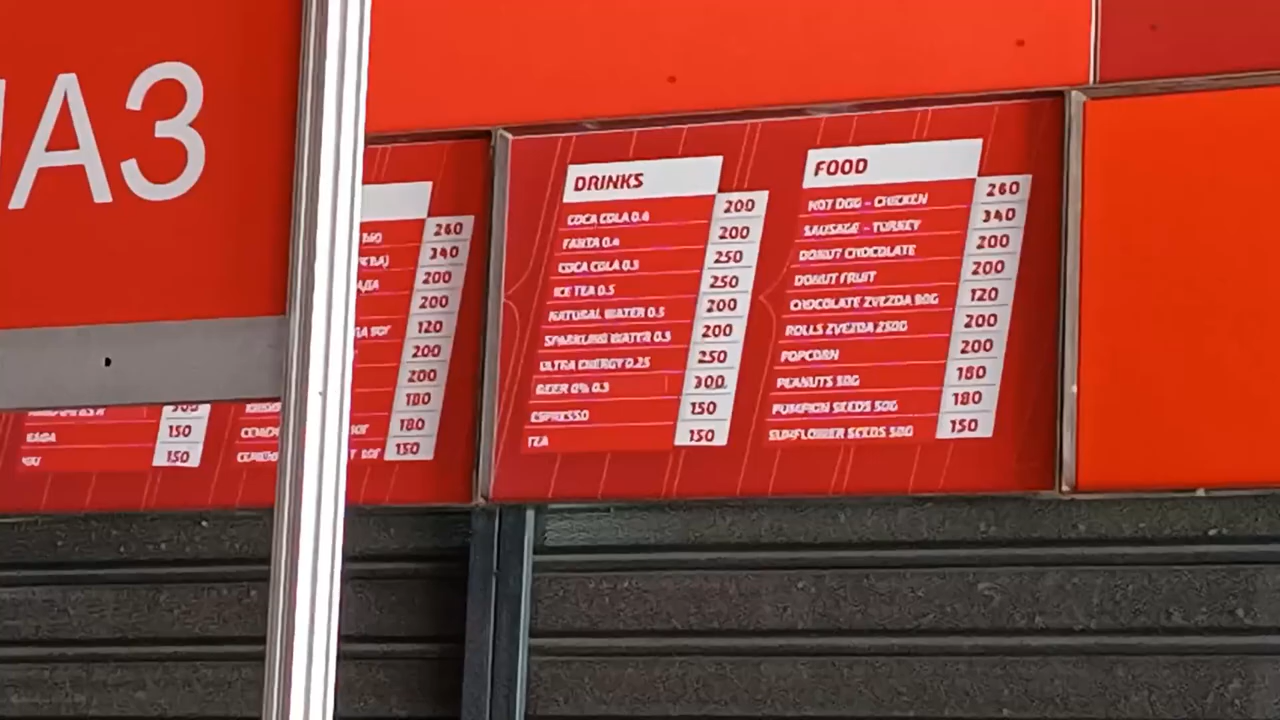 А3
260
340
200
200
120
200
200
180
180
150
150
150
DRINKS
COCA COLA 0.4 200
FANTA 0.4 200
COCA COLA 0.5 250
ICE TEA 0.5 250
NATURAL WATER 0.5 200
SPARKLING WATER 0.5 200
ULTRA ENERGY 0.25 250
BEER 0% 0.5 300
ESPRESSO 150
TEA 150
FOOD
HOT DOG - CHICKEN 260
SAUSAGE - TURKEY 340
DONUT CHOCOLATE 200
DONUT FRUIT 200
CHOCOLATE ZVEZDA 90G 120
ROLLS ZVEZDA 250G 200
POPCORN 200
PEANUTS 50G 180
PUMPKIN SEEDS 50G 180
SUNFLOWER SEEDS 50G 150